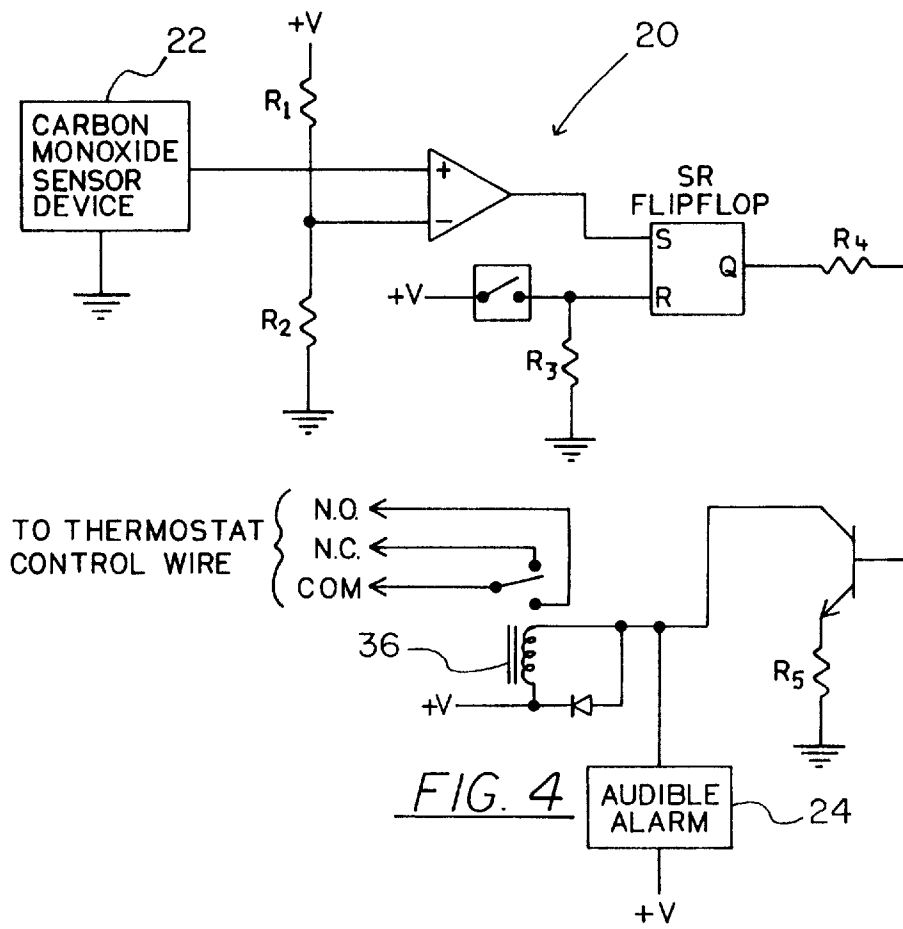 +V
22
20
R1
CARBON
MONOXIDE
SENSOR
DEVICE
+
−
SR
FLIPFLOP
S
Q
R4
+V
R
R2
R3
TO THERMOSTAT
CONTROL WIRE
N.O.
N.C.
COM
36
+V
R5
FIG. 4
AUDIBLE
ALARM
24
+V